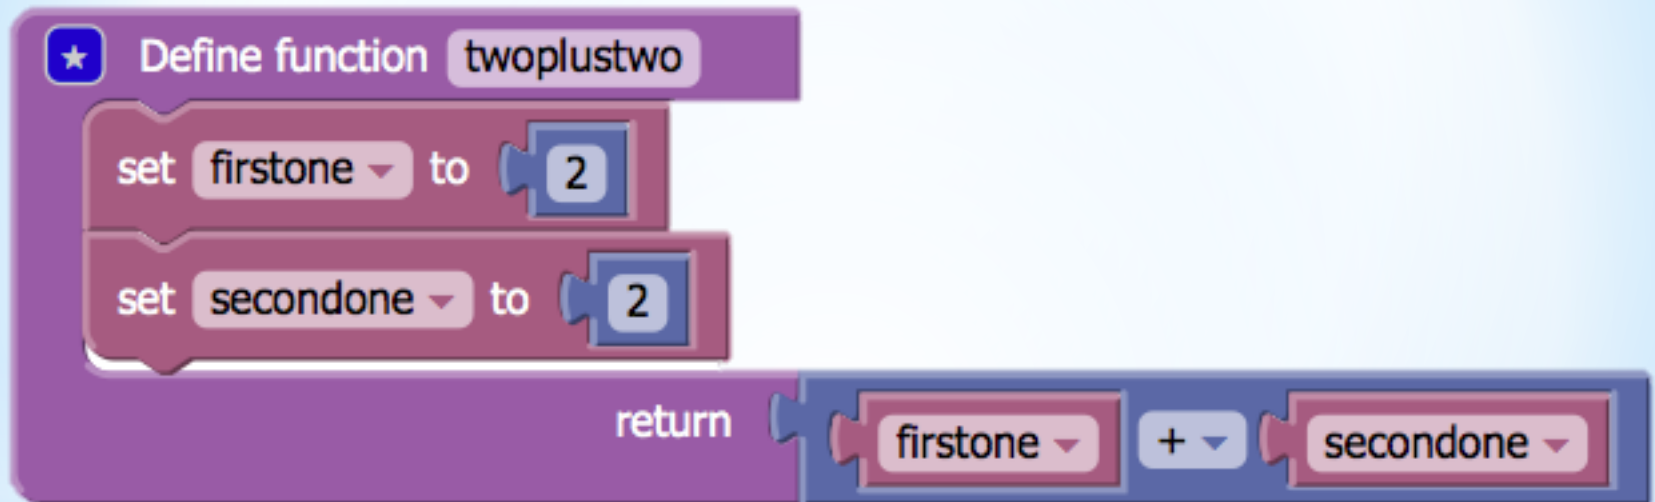 Define function twoplustwo
set firstone to 2
set secondone to 2
return firstone + secondone